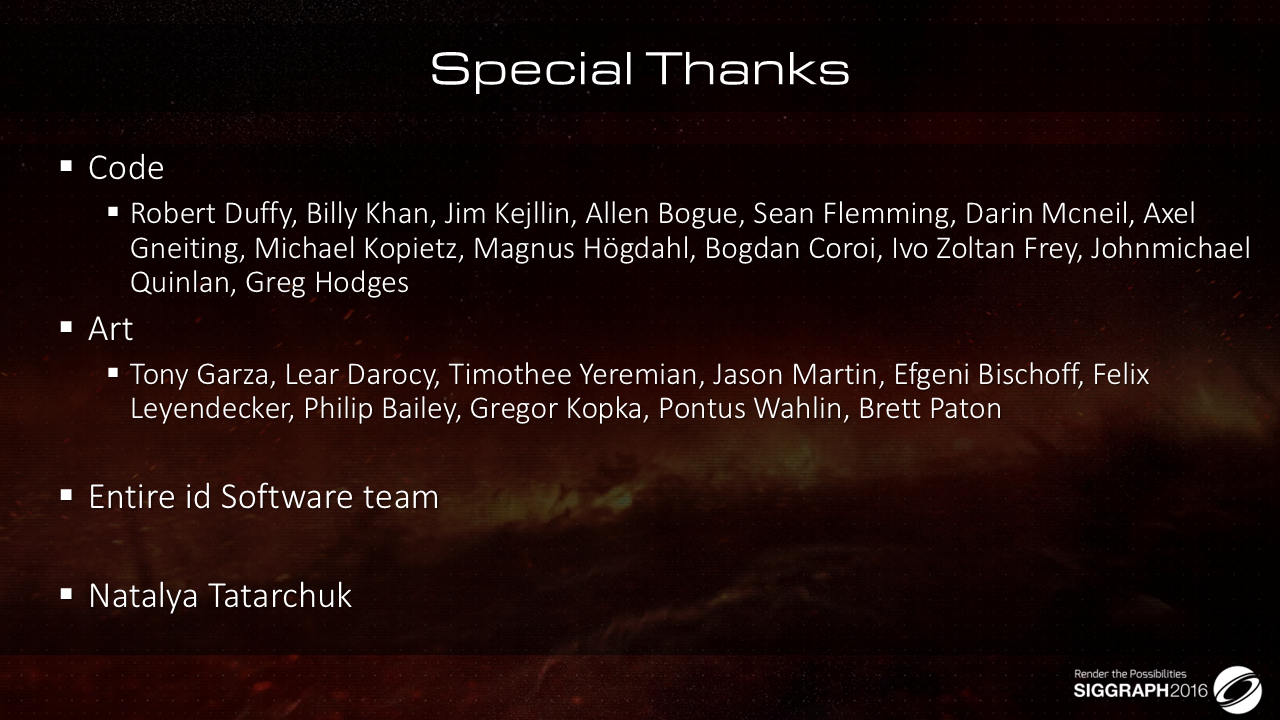 Special Thanks
▪ Code
▪ Robert Duffy, Billy Khan, Jim Kejllin, Allen Bogue, Sean Flemming, Darin Mcneil, Axel
Gneiting, Michael Kopietz, Magnus Högdahl, Bogdan Coroi, Ivo Zoltan Frey, Johnmichael
Quinlan, Greg Hodges
▪ Art
▪ Tony Garza, Lear Darocy, Timothee Yeremian, Jason Martin, Efgeni Bischoff, Felix
Leyendecker, Philip Bailey, Gregor Kopka, Pontus Wahlin, Brett Paton
▪ Entire id Software team
▪ Natalya Tatarchuk
Render the Possibilities
SIGGRAPH2016